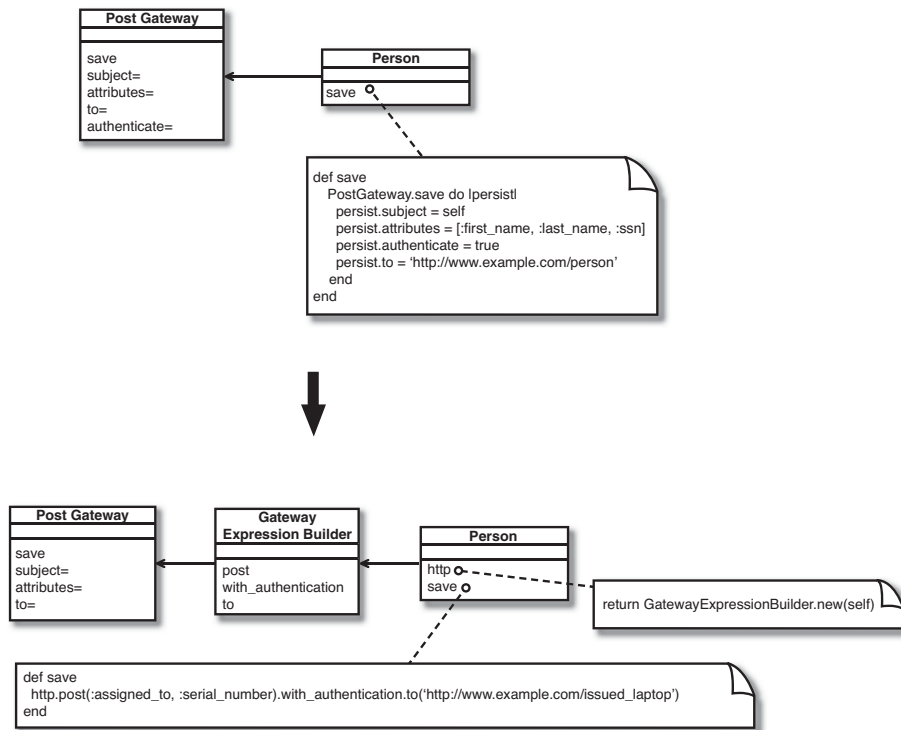 Post Gateway
save
subject=
attributes=
to=
authenticate=
Person
save
def save
PostGateway.save do |persist|
persist.subject = self
persist.attributes = [:first_name, :last_name, :ssn]
persist.authenticate = true
persist.to = ‘http://www.example.com/person’
end
end
Post Gateway
save
subject=
attributes=
to=
Gateway
Expression Builder
post
with_authentication
to
Person
http
save
return GatewayExpressionBuilder.new(self)
def save
http.post(:assigned_to, :serial_number).with_authentication.to(‘http://www.example.com/issued_laptop’)
end